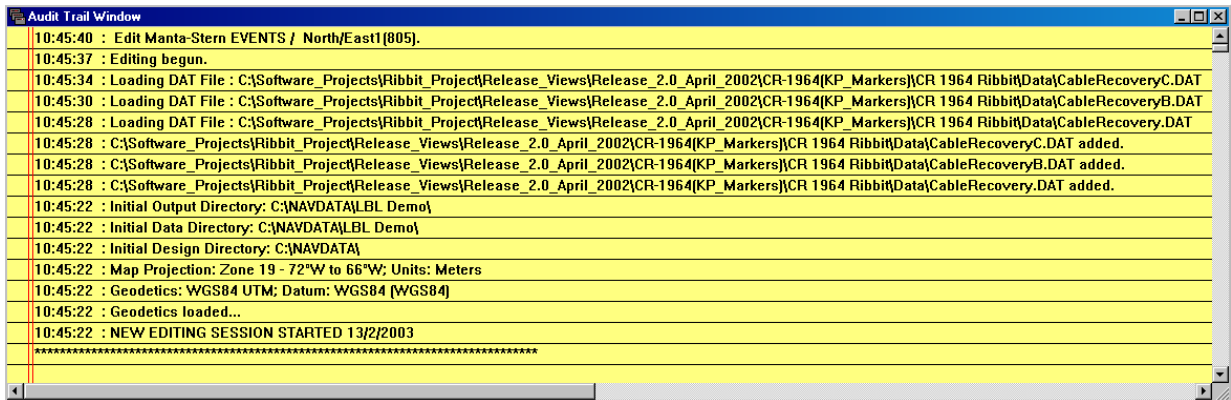 Audit Trail Window
10:45:40 : Edit Manta-Stern EVENTS / North/East1(805).
10:45:37 : Editing begun.
10:45:34 : Loading DAT File : C:\Software_Projects\Ribbit_Project\Release_Views\Release_2.0_April_2002\CR-1964(KP_Markers)\CR 1964 Ribbit\Data\CableRecoveryC.DAT
10:45:30 : Loading DAT File : C:\Software_Projects\Ribbit_Project\Release_Views\Release_2.0_April_2002\CR-1964(KP_Markers)\CR 1964 Ribbit\Data\CableRecoveryB.DAT
10:45:28 : Loading DAT File : C:\Software_Projects\Ribbit_Project\Release_Views\Release_2.0_April_2002\CR-1964(KP_Markers)\CR 1964 Ribbit\Data\CableRecovery.DAT
10:45:28 : C:\Software_Projects\Ribbit_Project\Release_Views\Release_2.0_April_2002\CR-1964(KP_Markers)\CR 1964 Ribbit\Data\CableRecoveryC.DAT added.
10:45:28 : C:\Software_Projects\Ribbit_Project\Release_Views\Release_2.0_April_2002\CR-1964(KP_Markers)\CR 1964 Ribbit\Data\CableRecoveryB.DAT added.
10:45:28 : C:\Software_Projects\Ribbit_Project\Release_Views\Release_2.0_April_2002\CR-1964(KP_Markers)\CR 1964 Ribbit\Data\CableRecovery.DAT added.
10:45:22 : Initial Output Directory: C:\NAVDATA\LBL Demo\
10:45:22 : Initial Data Directory: C:\NAVDATA\LBL Demo\
10:45:22 : Initial Design Directory: C:\NAVDATA\
10:45:22 : Map Projection: Zone 19 - 72°W to 66°W; Units: Meters
10:45:22 : Geodetics: WGS84 UTM; Datum: WGS84 (WGS84)
10:45:22 : Geodetics loaded...
10:45:22 : NEW EDITING SESSION STARTED 13/2/2003
********************************************************************************